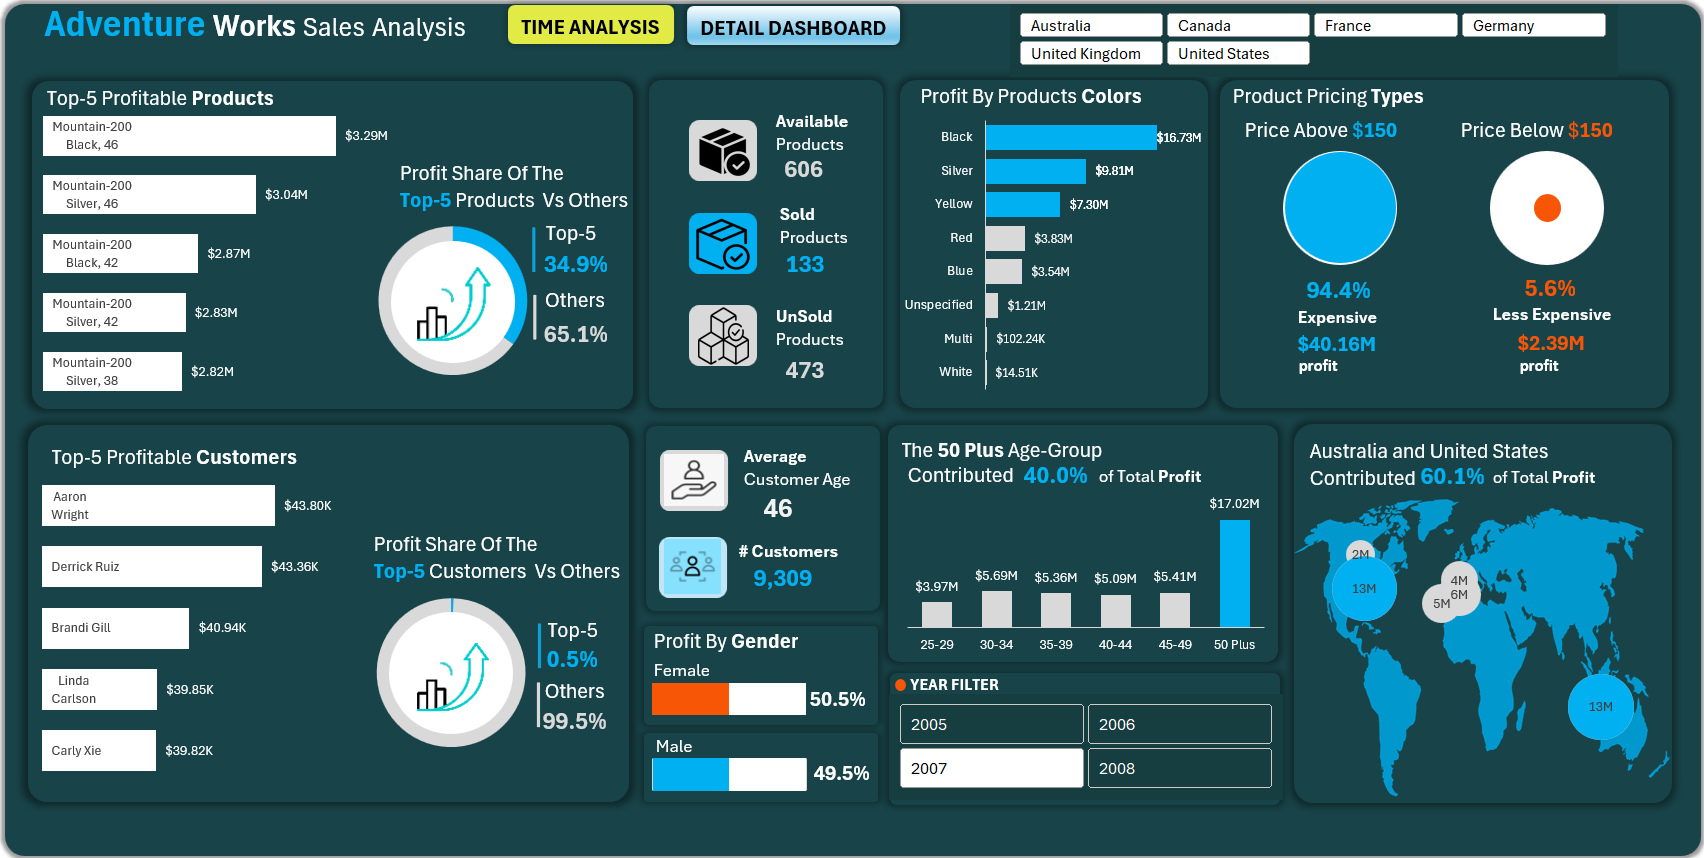 Adventure Works Sales Analysis
TIME ANALYSIS
DETAIL DASHBOARD
Australia
Canada
France
Germany
United Kingdom
United States
Top-5 Profitable Products
Mountain-200
Black, 46
$3.29M
Mountain-200
Silver, 46
$3.04M
Mountain-200
Black, 42
$2.87M
Mountain-200
Silver, 42
$2.83M
Mountain-200
Silver, 38
$2.82M
Profit Share Of The
Top-5 Products Vs Others
Top-5
34.9%
Others
65.1%
Available
Products
606
Sold
Products
133
UnSold
Products
473
Profit By Products Colors
Black
$16.73M
Silver
$9.81M
Yellow
$7.30M
Red
$3.83M
Blue
$3.54M
Unspecified
$1.21M
Multi
$102.24K
White
$14.51K
Product Pricing Types
Price Above $150
94.4%
Expensive
$40.16M
profit
Price Below $150
5.6%
Less Expensive
$2.39M
profit
Top-5 Profitable Customers
Aaron
Wright
$43.80K
Derrick Ruiz
$43.36K
Brandi Gill
$40.94K
Linda
Carlson
$39.85K
Carly Xie
$39.82K
Profit Share Of The
Top-5 Customers Vs Others
Top-5
0.5%
Others
99.5%
Average
Customer Age
46
# Customers
9,309
Profit By Gender
Female
50.5%
Male
49.5%
The 50 Plus Age-Group
Contributed 40.0% of Total Profit
$3.97M
$5.69M
$5.36M
$5.09M
$5.41M
$17.02M
25-29
30-34
35-39
40-44
45-49
50 Plus
YEAR FILTER
2005
2006
2007
2008
Australia and United States
Contributed 60.1% of Total Profit
2M
13M
4M
6M
5M
13M